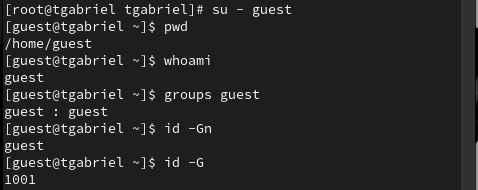 [root@tgabriel tgabriel]# su - guest
[guest@tgabriel ~]$ pwd
/home/guest
[guest@tgabriel ~]$ whoami
guest
[guest@tgabriel ~]$ groups guest
guest : guest
[guest@tgabriel ~]$ id -Gn
guest
[guest@tgabriel ~]$ id -G
1001